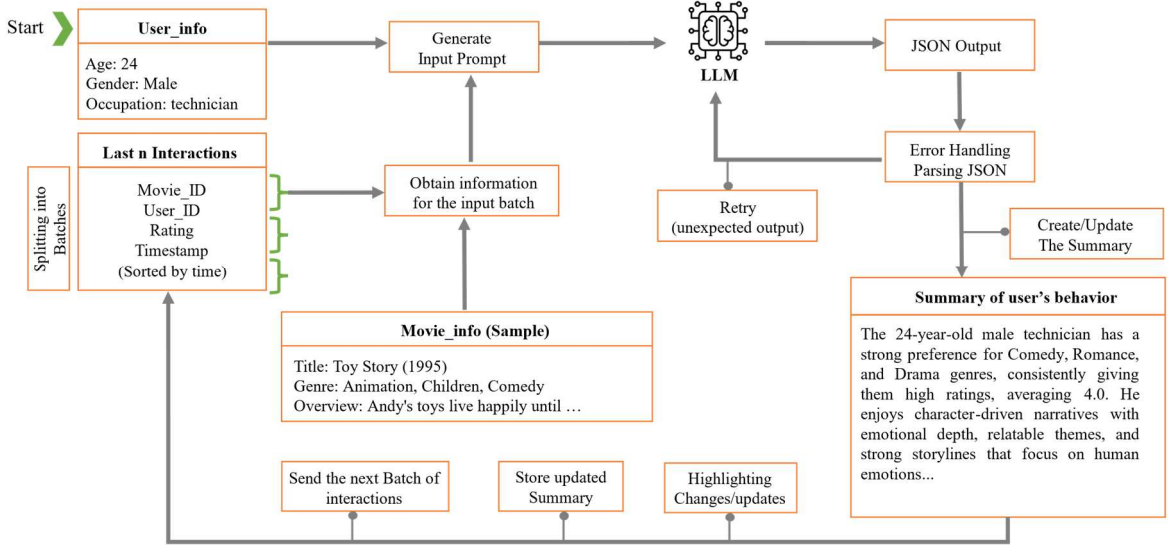 Start
User_info
Age: 24
Gender: Male
Occupation: technician
Generate
Input Prompt
LLM
JSON Output
Last n Interactions
Movie_ID
User_ID
Rating
Timestamp
(Sorted by time)
Splitting into
Batches
Obtain information
for the input batch
Error Handling
Parsing JSON
Retry
(unexpected output)
Create/Update
The Summary
Movie_info (Sample)
Title: Toy Story (1995)
Genre: Animation, Children, Comedy
Overview: Andy's toys live happily until …
Summary of user’s behavior
The 24-year-old male technician has a
strong preference for Comedy, Romance,
and Drama genres, consistently giving
them high ratings, averaging 4.0. He
enjoys character-driven narratives with
emotional depth, relatable themes, and
strong storylines that focus on human
emotions...
Send the next Batch of
interactions
Store updated
Summary
Highlighting
Changes/updates